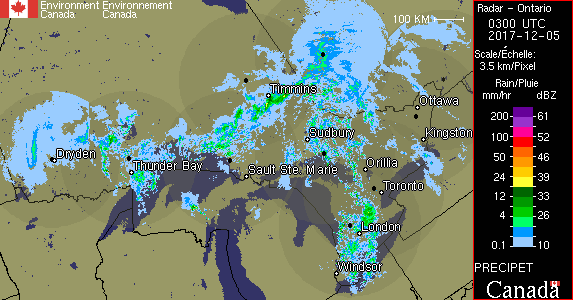 Environment Environnement
Canada Canada
100 KM
Timmins
Ottawa
Dryden
Thunder Bay
Sudbury
Kingston
Sault Ste. Marie
Orillia
Toronto
London
Windsor
Radar - Ontario
0300 UTC
2017-12-05
Scale/Échelle:
3.5 km/Pixel
Rain/Pluie
mm/hr dBZ
200 61
100 52
50 46
24 39
12 33
4 26
0.1 10
PRECIPET
Canada